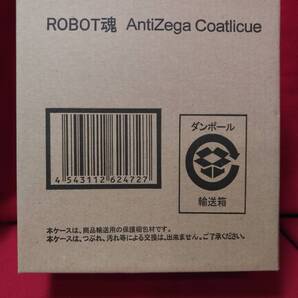 ROBOT魂 AntiZega Coatlicue
ダンボール
輸送箱
4 543112 624727
本ケースは、商品輸送用の保護梱包材です。
本ケースは、つぶれ、汚れ等による交換は、出来ません。ご了承ください。